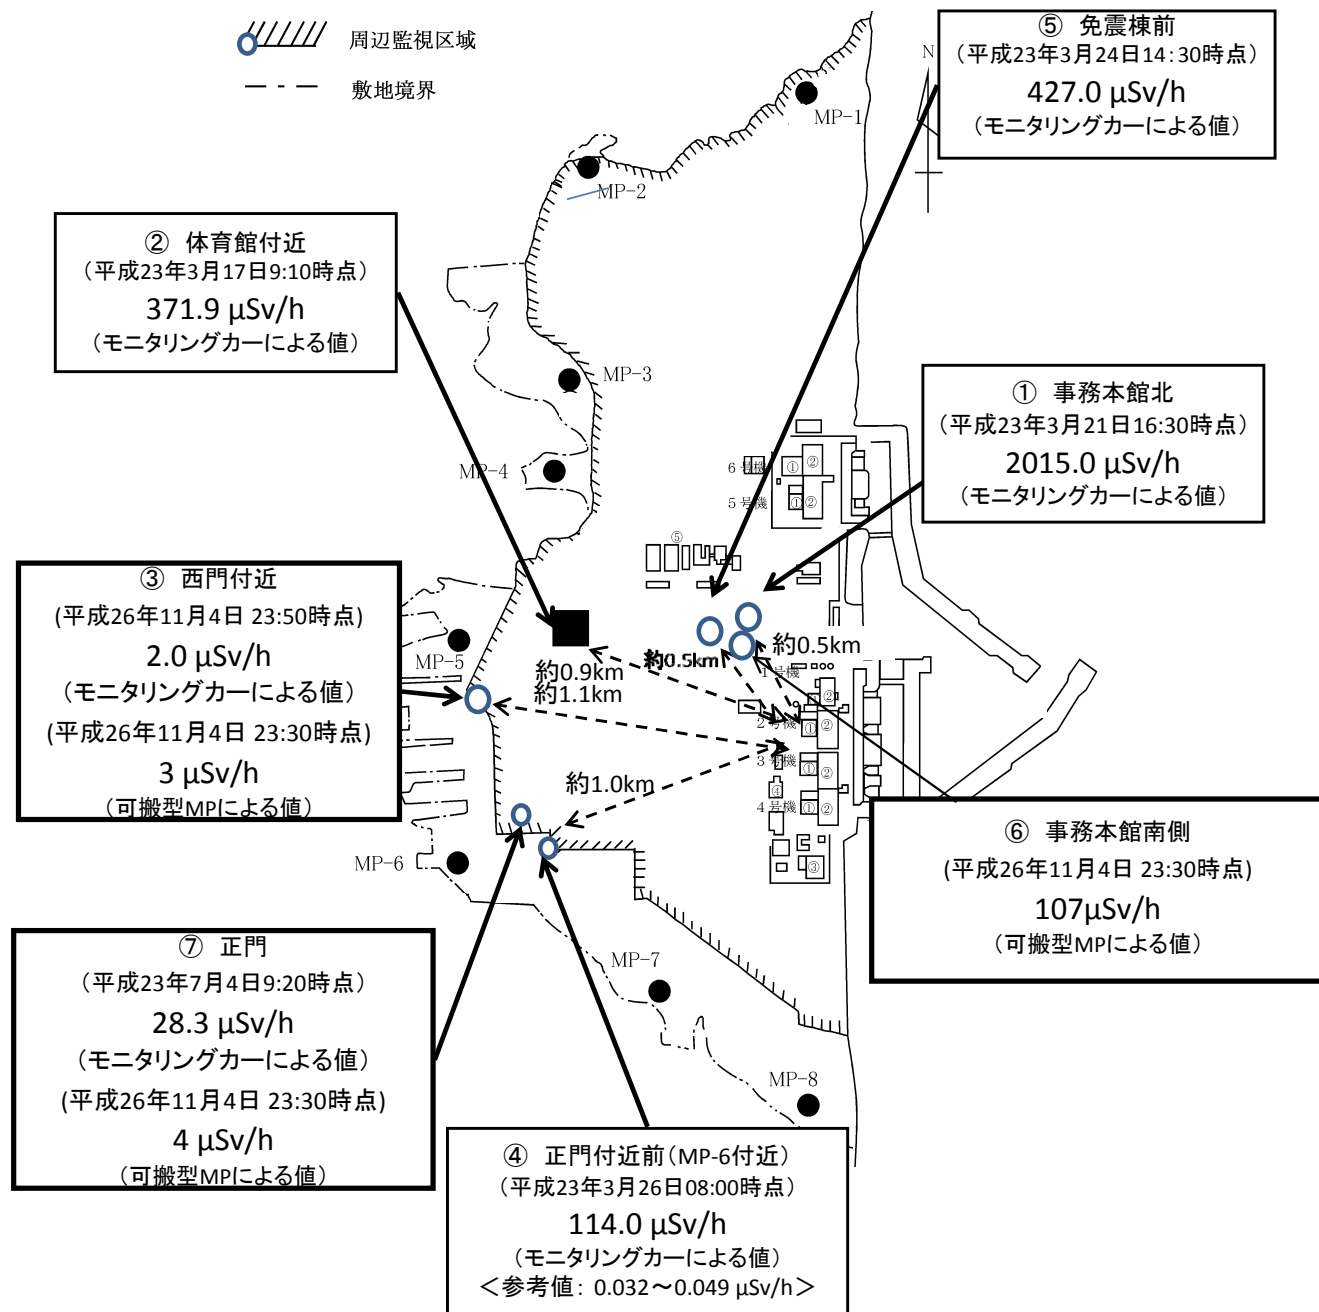 周辺監視区域
敷地境界
⑤ 免震棟前
(平成23年3月24日14:30時点)
427.0 µSv/h
(モニタリングカーによる値)
N
MP-1
MP-2
② 体育館付近
(平成23年3月17日9:10時点)
371.9 µSv/h
(モニタリングカーによる値)
MP-3
① 事務本館北
(平成23年3月21日16:30時点)
2015.0 µSv/h
(モニタリングカーによる値)
MP-4
6号機
①
②
5号機
①
②
⑤
③ 西門付近
(平成26年11月4日 23:50時点)
2.0 µSv/h
(モニタリングカーによる値)
(平成26年11月4日 23:30時点)
3 µSv/h
(可搬型MPによる値)
MP-5
約0.5km
約0.5km
約0.9km
約1.1km
1号機
②
2号機
①
②
3号機
①
②
約1.0km
④
4号機
①
②
③
MP-6
⑥ 事務本館南側
(平成26年11月4日 23:30時点)
107µSv/h
(可搬型MPによる値)
⑦ 正門
(平成23年7月4日9:20時点)
28.3 µSv/h
(モニタリングカーによる値)
(平成26年11月4日 23:30時点)
4 µSv/h
(可搬型MPによる値)
MP-7
MP-8
④ 正門付近前(MP-6付近)
(平成23年3月26日08:00時点)
114.0 µSv/h
(モニタリングカーによる値)
<参考値: 0.032~0.049 µSv/h>